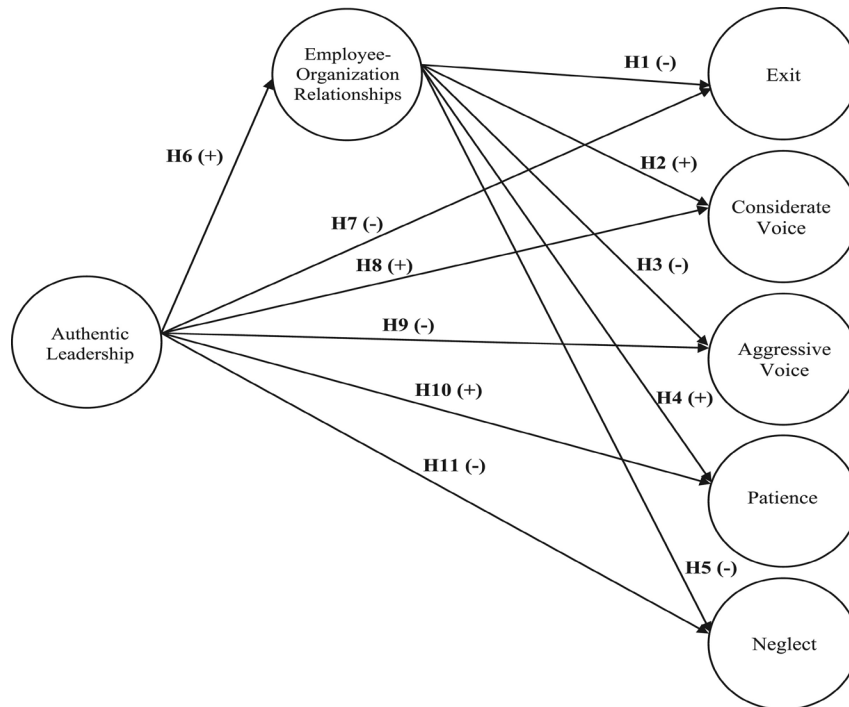 Employee-
Organization
Relationships
H1 (-)
Exit
H6 (+)
H2 (+)
Considerate
Voice
H7 (-)
H8 (+)
H3 (-)
Authentic
Leadership
H9 (-)
Aggressive
Voice
H10 (+)
H4 (+)
H11 (-)
Patience
H5 (-)
Neglect